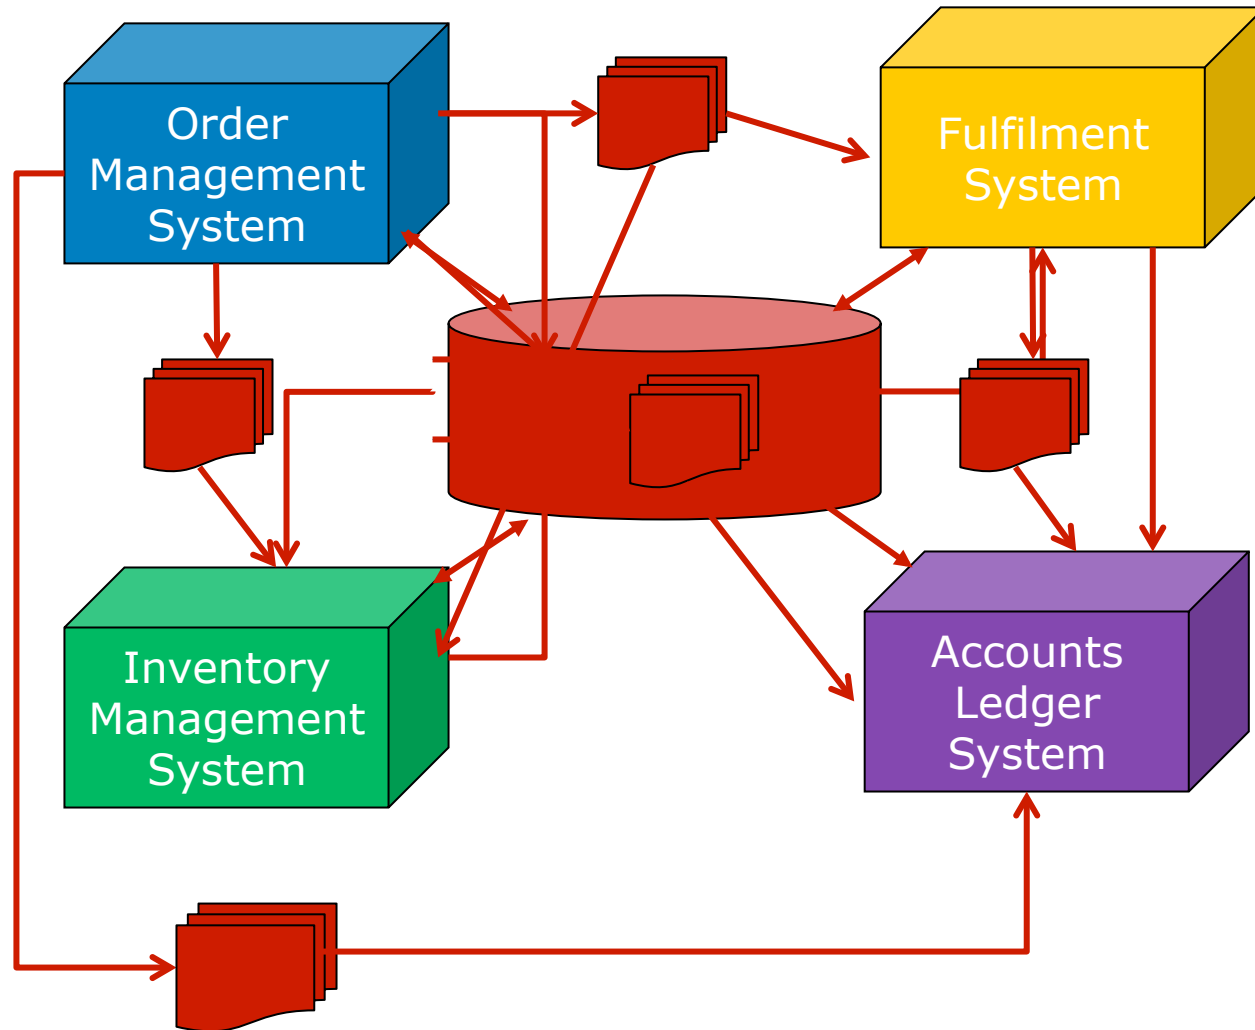 Order
Management
System
Fulfilment
System
Inventory
Management
System
Accounts
Ledger
System